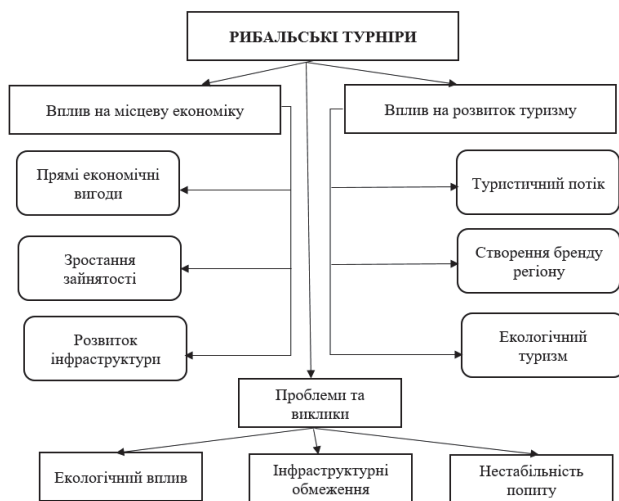 РИБАЛЬСЬКІ ТУРНІРИ
Вплив на місцеву економіку
Вплив на розвиток туризму
Прямі економічні
вигоди
Туристичний потік
Зростання
зайнятості
Створення бренду
регіону
Розвиток
інфраструктури
Екологічний
туризм
Проблеми та
виклики
Екологічний вплив
Інфраструктурні
обмеження
Нестабільність
попиту